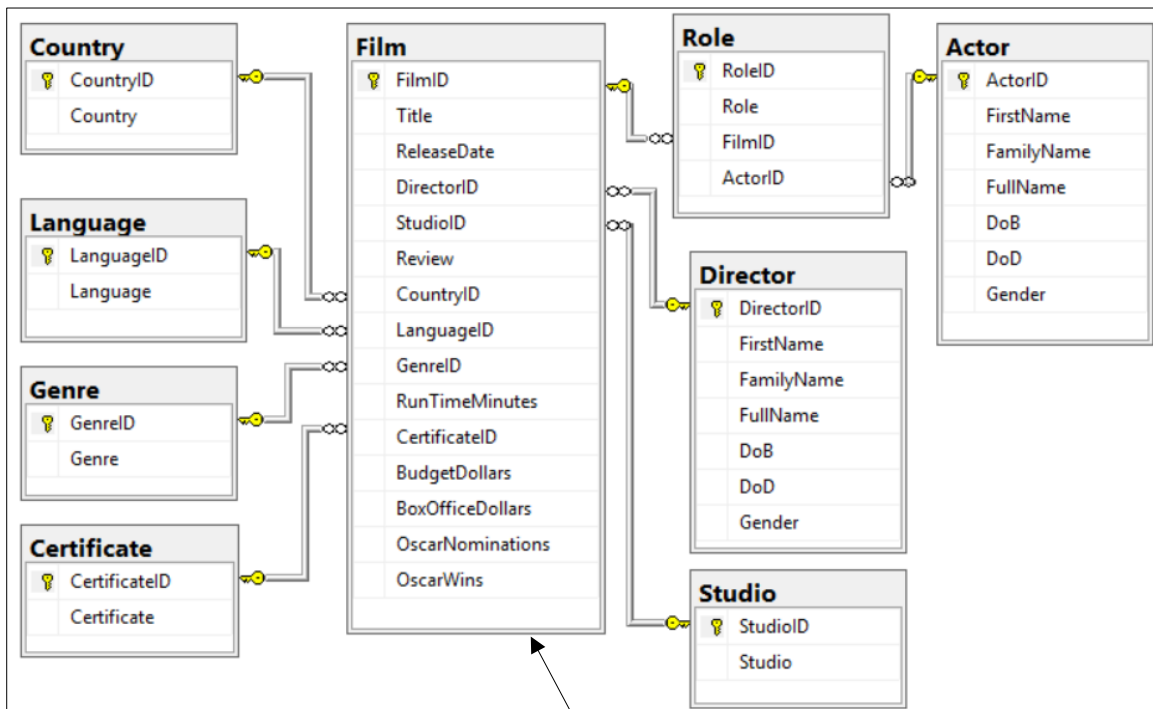 Country
CountryID
Country
Language
LanguageID
Language
Genre
GenreID
Genre
Certificate
CertificateID
Certificate
Film
FilmID
Title
ReleaseDate
DirectorID
StudioID
Review
CountryID
LanguageID
GenreID
RunTimeMinutes
CertificateID
BudgetDollars
BoxOfficeDollars
OscarNominations
OscarWins
Role
RoleID
Role
FilmID
ActorID
Director
DirectorID
FirstName
FamilyName
FullName
DoB
DoD
Gender
Studio
StudioID
Studio
Actor
ActorID
FirstName
FamilyName
FullName
DoB
DoD
Gender